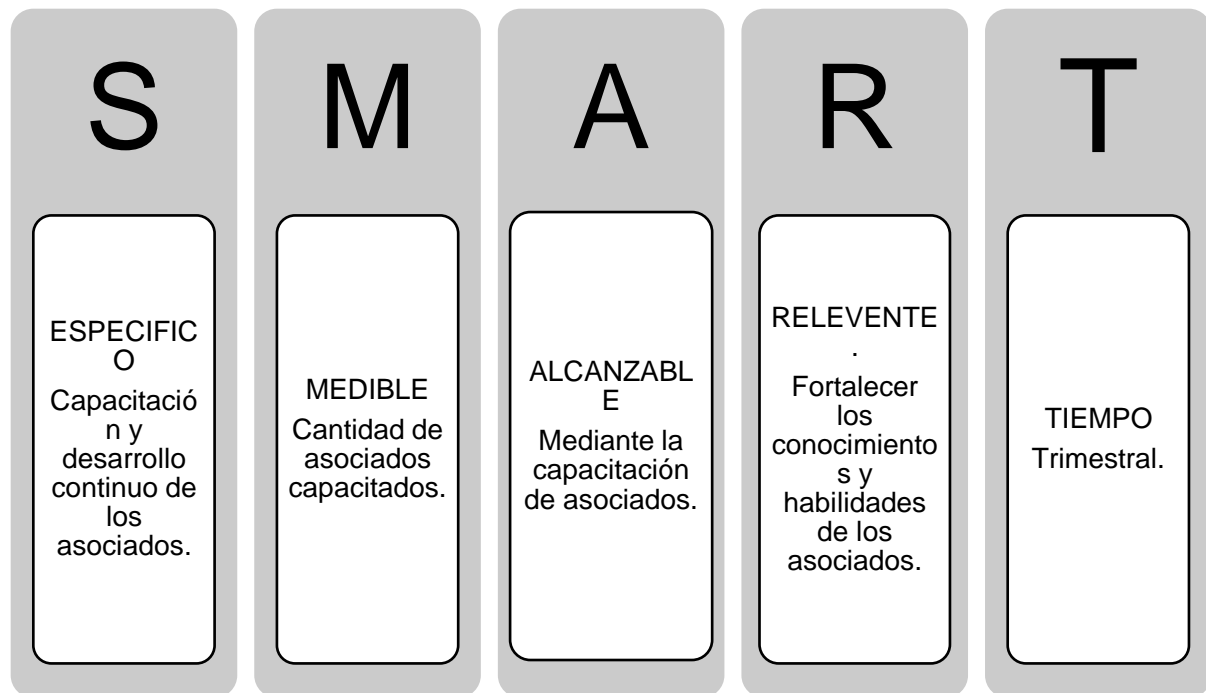 S
ESPECIFIC
O
Capacitació
n y
desarrollo
continuo de
los
asociados.
M
MEDIBLE
Cantidad de
asociados
capacitados.
A
ALCANZABL
E
Mediante la
capacitación
de asociados.
R
RELEVENTE
.
Fortalecer
los
conocimiento
s y
habilidades
de los
asociados.
T
TIEMPO
Trimestral.